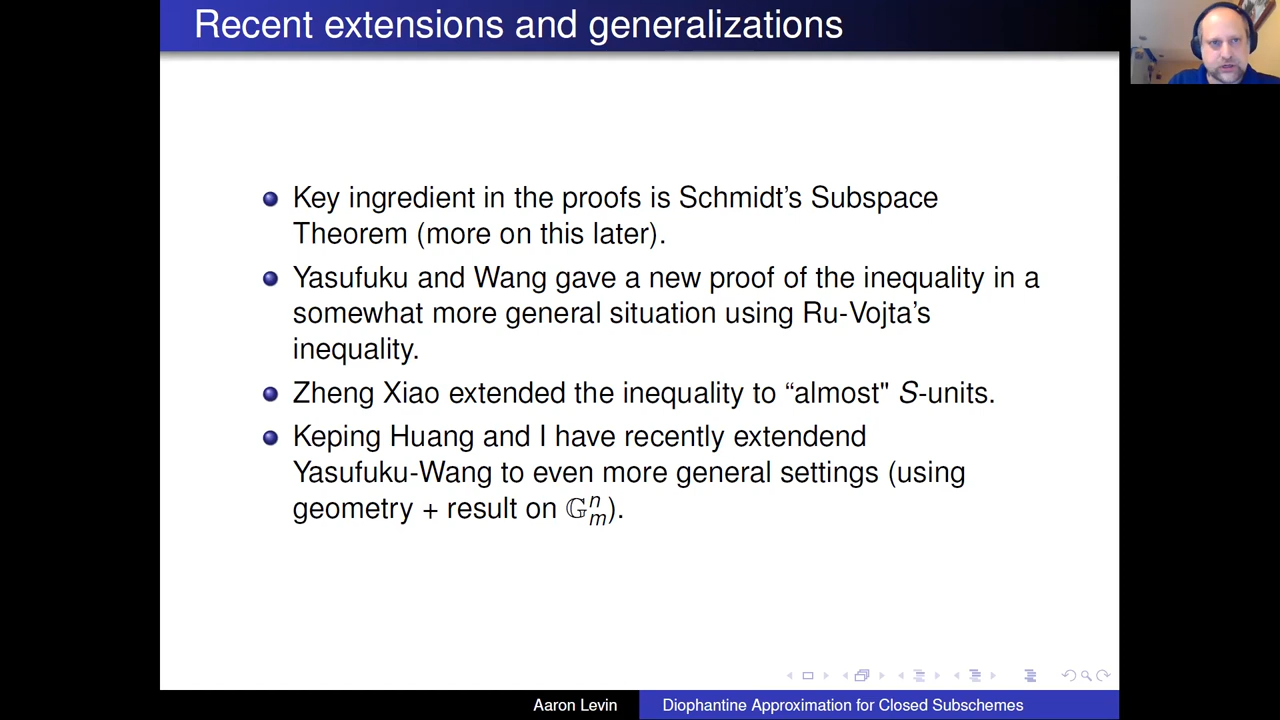 Recent extensions and generalizations
Key ingredient in the proofs is Schmidt's Subspace
Theorem (more on this later).
Yasufuku and Wang gave a new proof of the inequality in a
somewhat more general situation using Ru-Vojta's
inequality.
Zheng Xiao extended the inequality to “almost" S-units.
Keping Huang and I have recently extendend
Yasufuku-Wang to even more general settings (using
geometry + result on 𝔾ⁿₘ).
Aaron Levin
Diophantine Approximation for Closed Subschemes